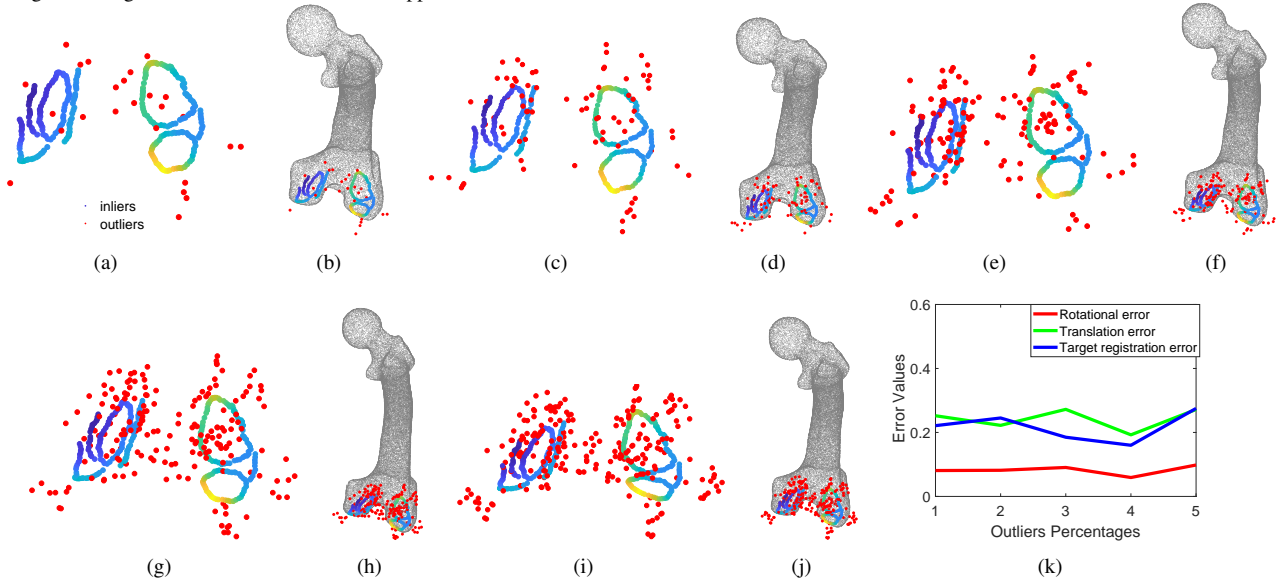 inliers
outliers
(a)
(b)
(c)
(d)
(e)
(f)
0.6
Rotational error
Translation error
Target registration error
0.4
0.2
0
Error Values
1 2 3 4 5
Outliers Percentages
(g)
(h)
(i)
(j)
(k)